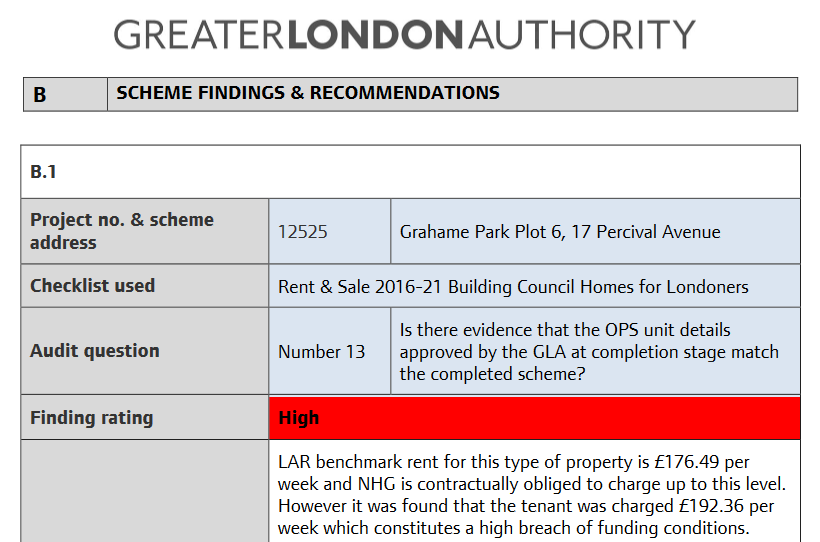 GREATERLONDONAUTHORITY
B SCHEME FINDINGS & RECOMMENDATIONS
B.1
Project no. & scheme
address
12525
Grahame Park Plot 6, 17 Percival Avenue
Checklist used
Rent & Sale 2016-21 Building Council Homes for Londoners
Audit question
Number 13
Is there evidence that the OPS unit details
approved by the GLA at completion stage match
the completed scheme?
Finding rating
High
LAR benchmark rent for this type of property is £176.49 per
week and NHG is contractually obliged to charge up to this level.
However it was found that the tenant was charged £192.36 per
week which constitutes a high breach of funding conditions.